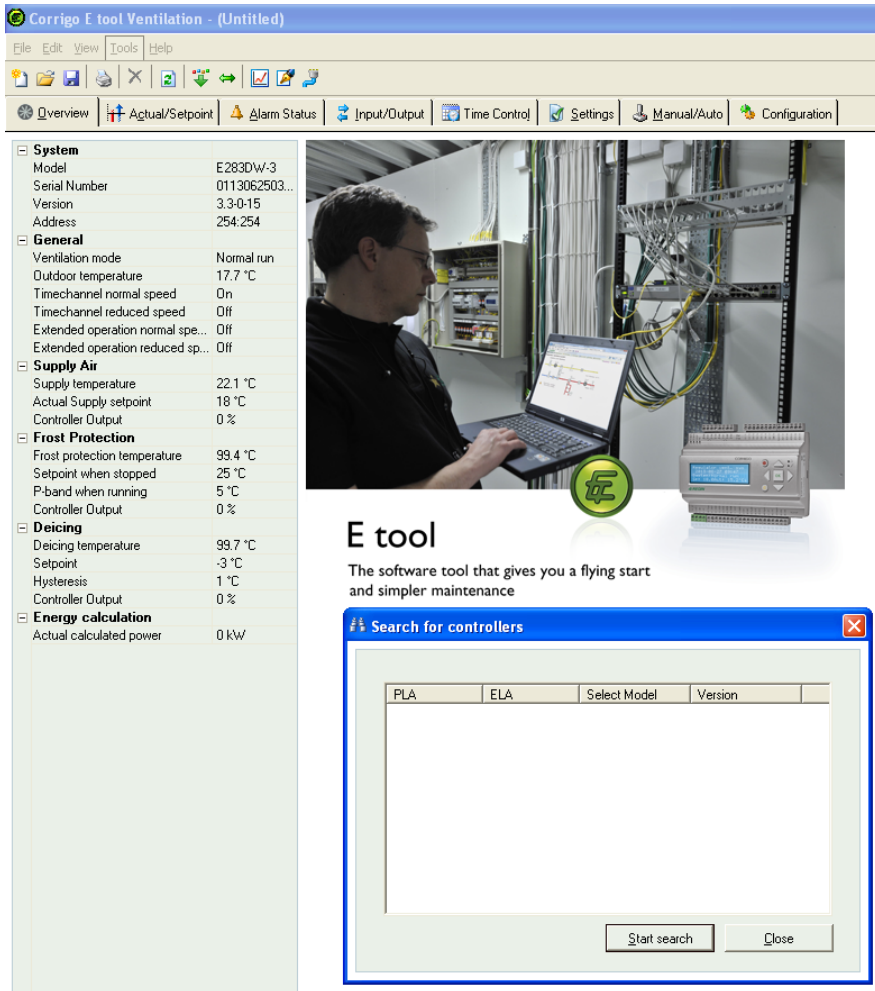 Corrigo E tool Ventilation - (Untitled)
File Edit View Tools Help
Overview Actual/Setpoint Alarm Status Input/Output Time Control Settings Manual/Auto Configuration
System
Model E283DW-3
Serial Number 0113062503...
Version 3.3-0-15
Address 254:254
General
Ventilation mode Normal run
Outdoor temperature 17.7 °C
Timechannel normal speed On
Timechannel reduced speed Off
Extended operation normal spe... Off
Extended operation reduced sp... Off
Supply Air
Supply temperature 22.1 °C
Actual Supply setpoint 18 °C
Controller Output 0 %
Frost Protection
Frost protection temperature 99.4 °C
Setpoint when stopped 25 °C
P-band when running 5 °C
Controller Output 0 %
Deicing
Deicing temperature 99.7 °C
Setpoint -3 °C
Hysteresis 1 °C
Controller Output 0 %
Energy calculation
Actual calculated power 0 kW
E tool
The software tool that gives you a flying start
and simpler maintenance
Search for controllers
PLA ELA Select Model Version
Start search Close